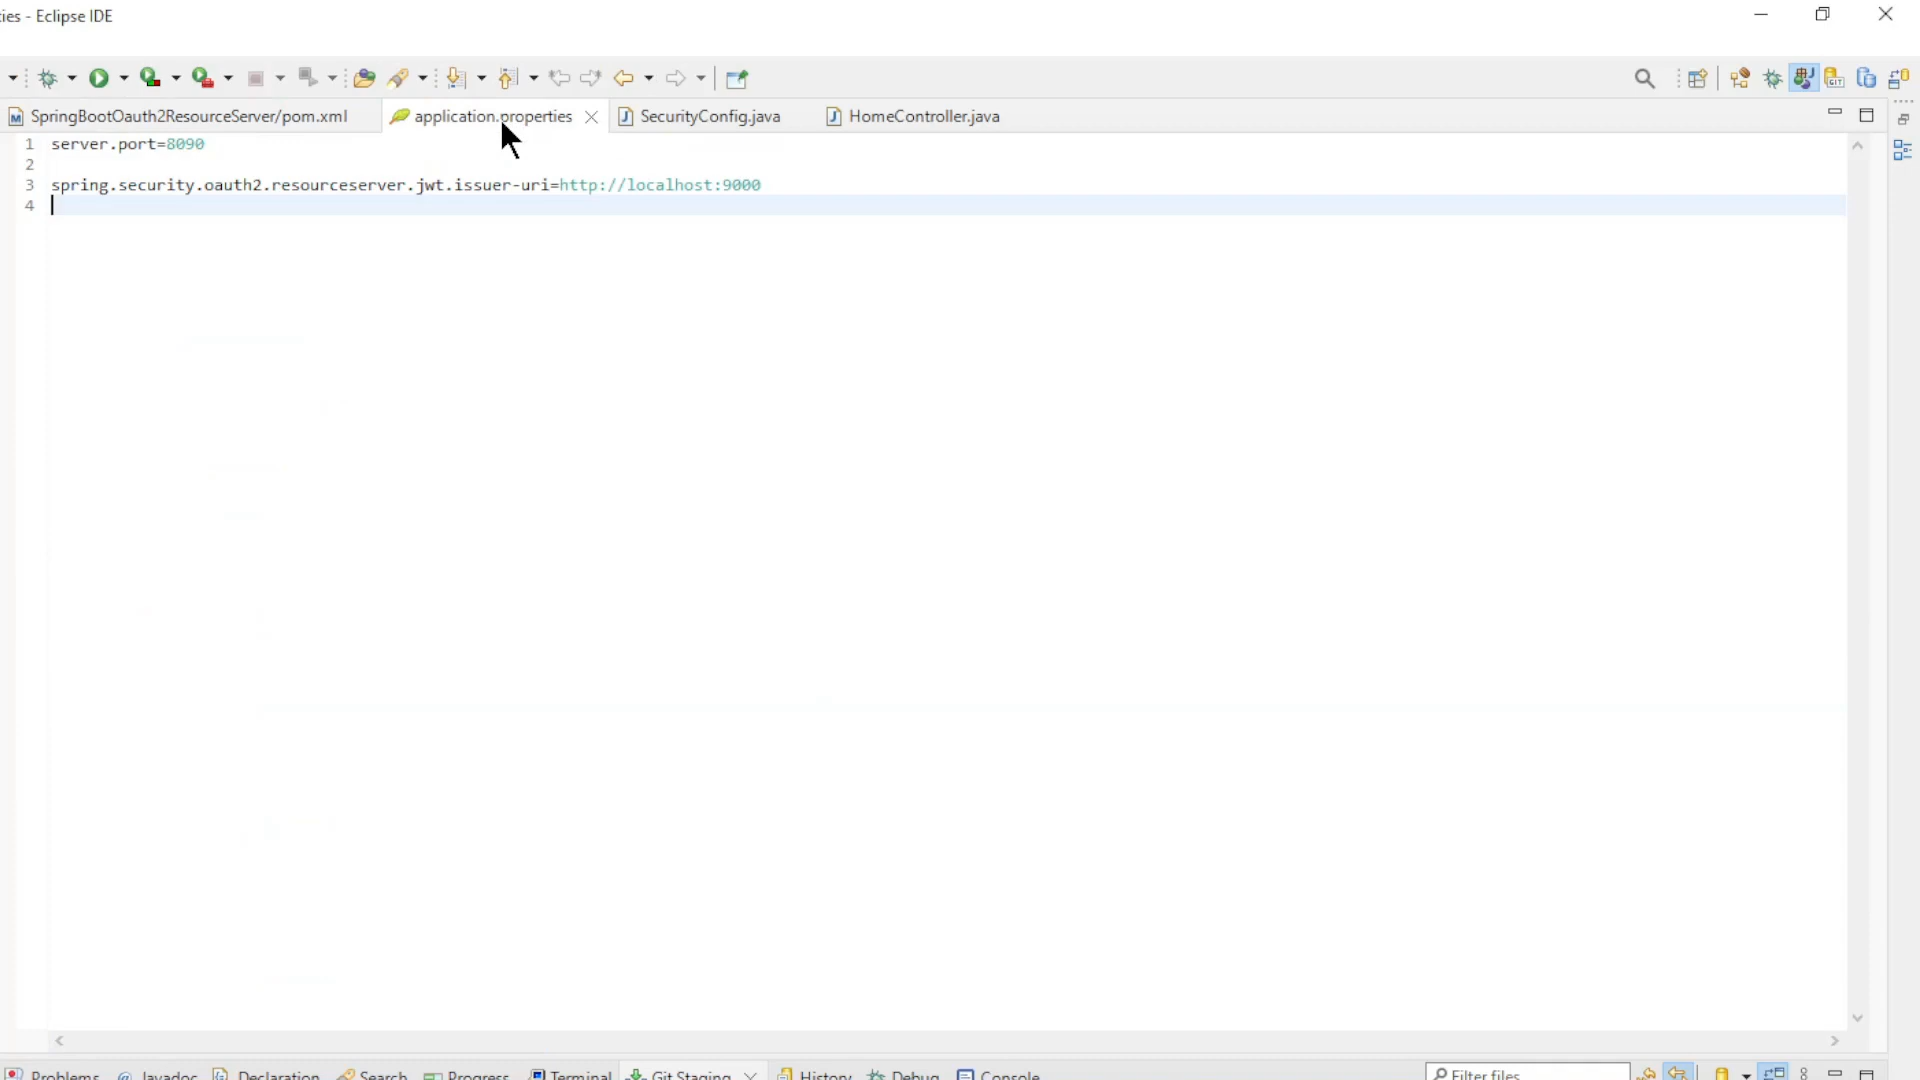 ies - Eclipse IDE
SpringBootOauth2ResourceServer/pom.xml application.properties SecurityConfig.java HomeController.java
1 server.port=8090
2
3 spring.security.oauth2.resourceserver.jwt.issuer-uri=http://localhost:9000
4
Problems Javadoc Declaration Search Progress Terminal Git Staging History Debug Console Filter files